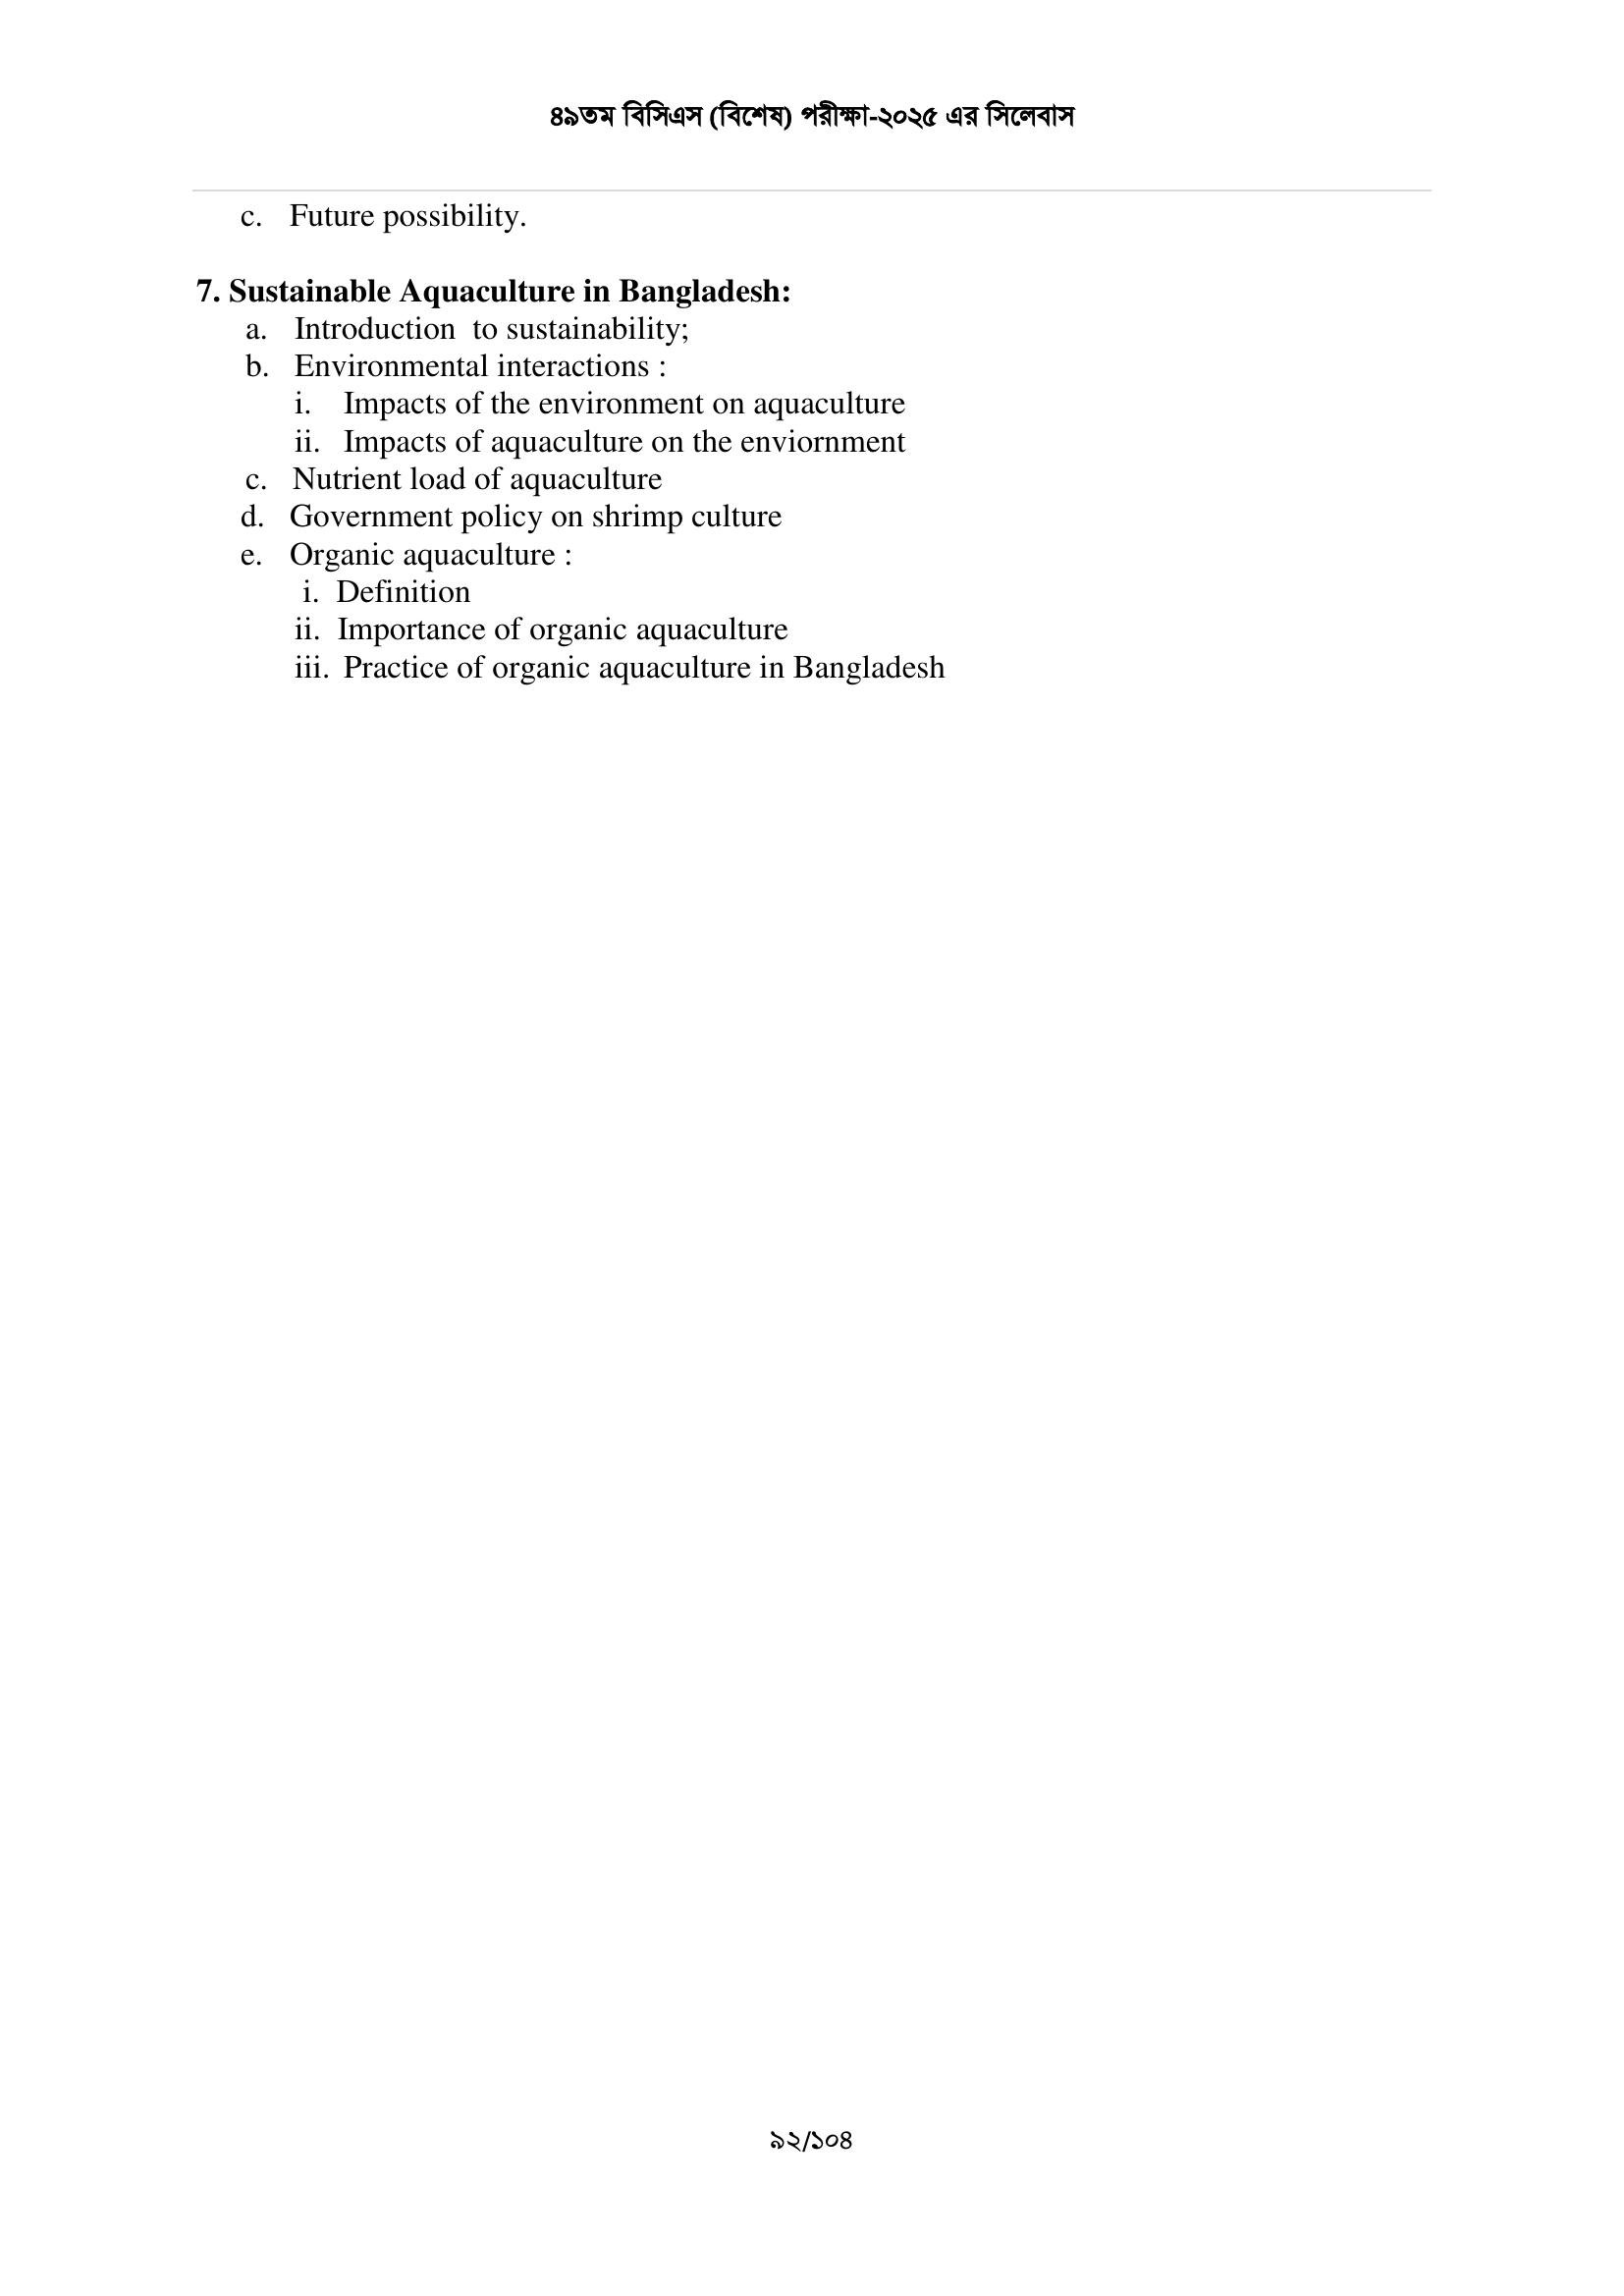 ৪৯তম বিসিএস (বিশেষ) পরীক্ষা-২০২৫ এর সিলেবাস
c. Future possibility.
7. Sustainable Aquaculture in Bangladesh:
a. Introduction to sustainability;
b. Environmental interactions :
i. Impacts of the environment on aquaculture
ii. Impacts of aquaculture on the enviornment
c. Nutrient load of aquaculture
d. Government policy on shrimp culture
e. Organic aquaculture :
i. Definition
ii. Importance of organic aquaculture
iii. Practice of organic aquaculture in Bangladesh
৯২/১০৪